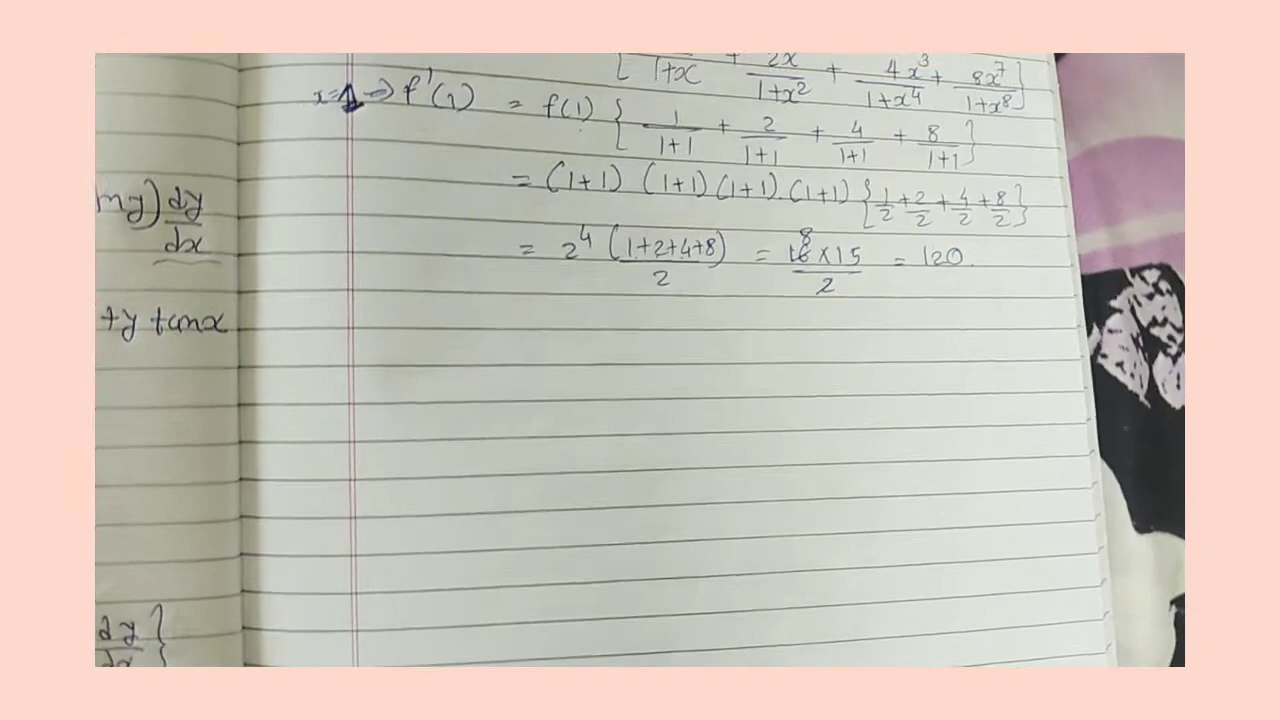 my) dy/dx
+y tanx
dy/dx }
{ /1+x + 2x/1+x² + 4x³/1+x⁴ + 8x⁷/1+x⁸ }
x=1 ⇒ f'(1) = f(1) { 1/1+1 + 2/1+1 + 4/1+1 + 8/1+1 }
= (1+1) (1+1) (1+1) (1+1) { 1/2 + 2/2 + 4/2 + 8/2 }
= 2⁴ (1+2+4+8)/2 = 16 8 × 15/2 = 120